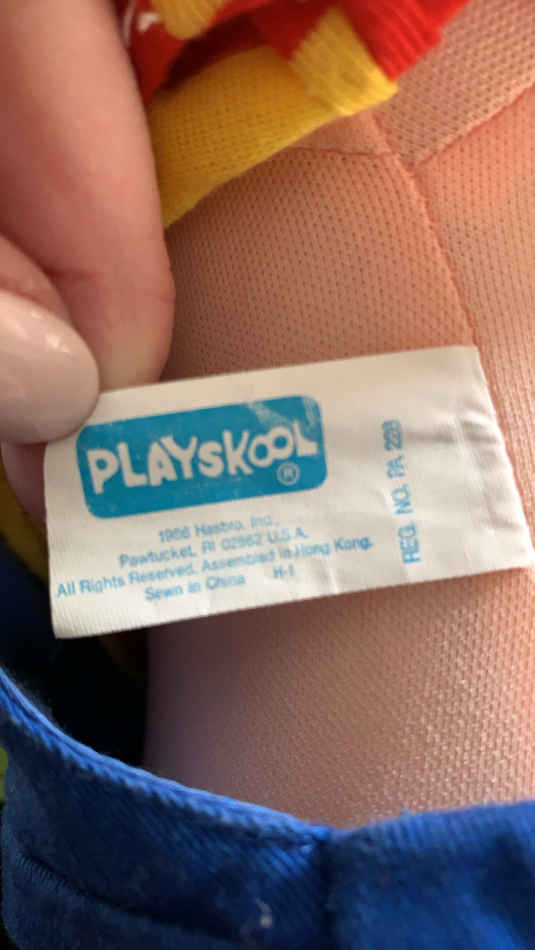 PLAYSKOOL®
1986 Hasbro, Inc.,
Pawtucket, RI 02862 U.S.A.
All Rights Reserved. Assembled in Hong Kong.
Sewn in China H-1
REG. NO. PA 228